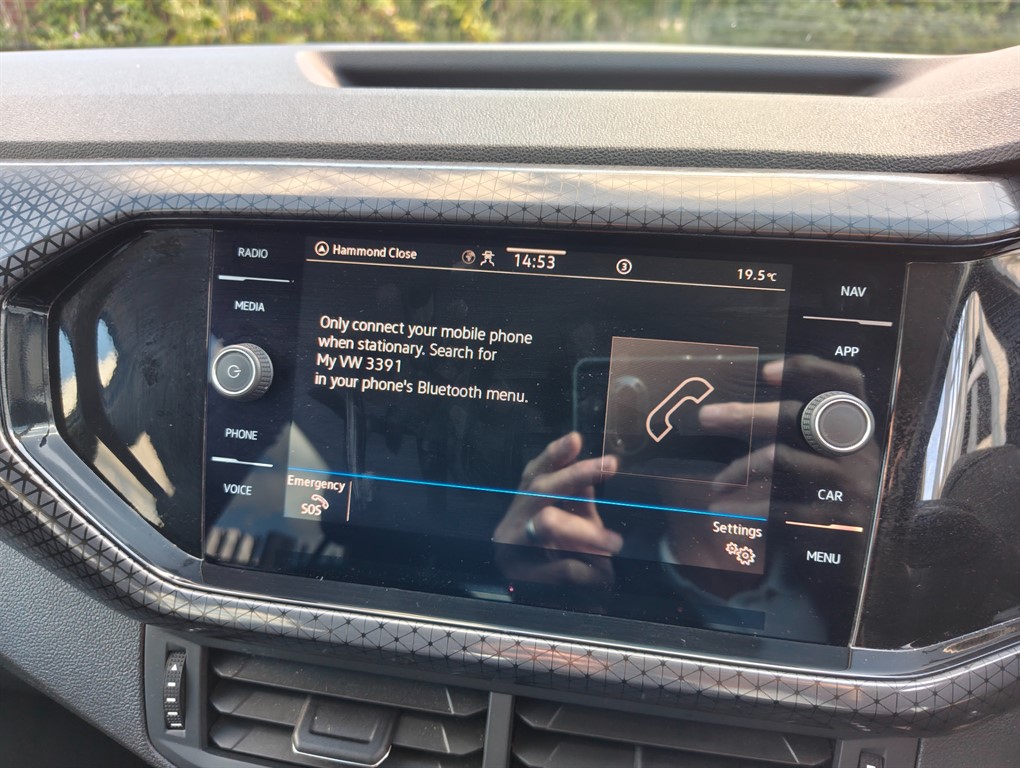 RADIO
MEDIA
PHONE
VOICE
Hammond Close
14:53
3
19.5°C
Only connect your mobile phone
when stationary. Search for
My VW 3391
in your phone's Bluetooth menu.
Emergency
SOS
Settings
NAV
APP
CAR
MENU